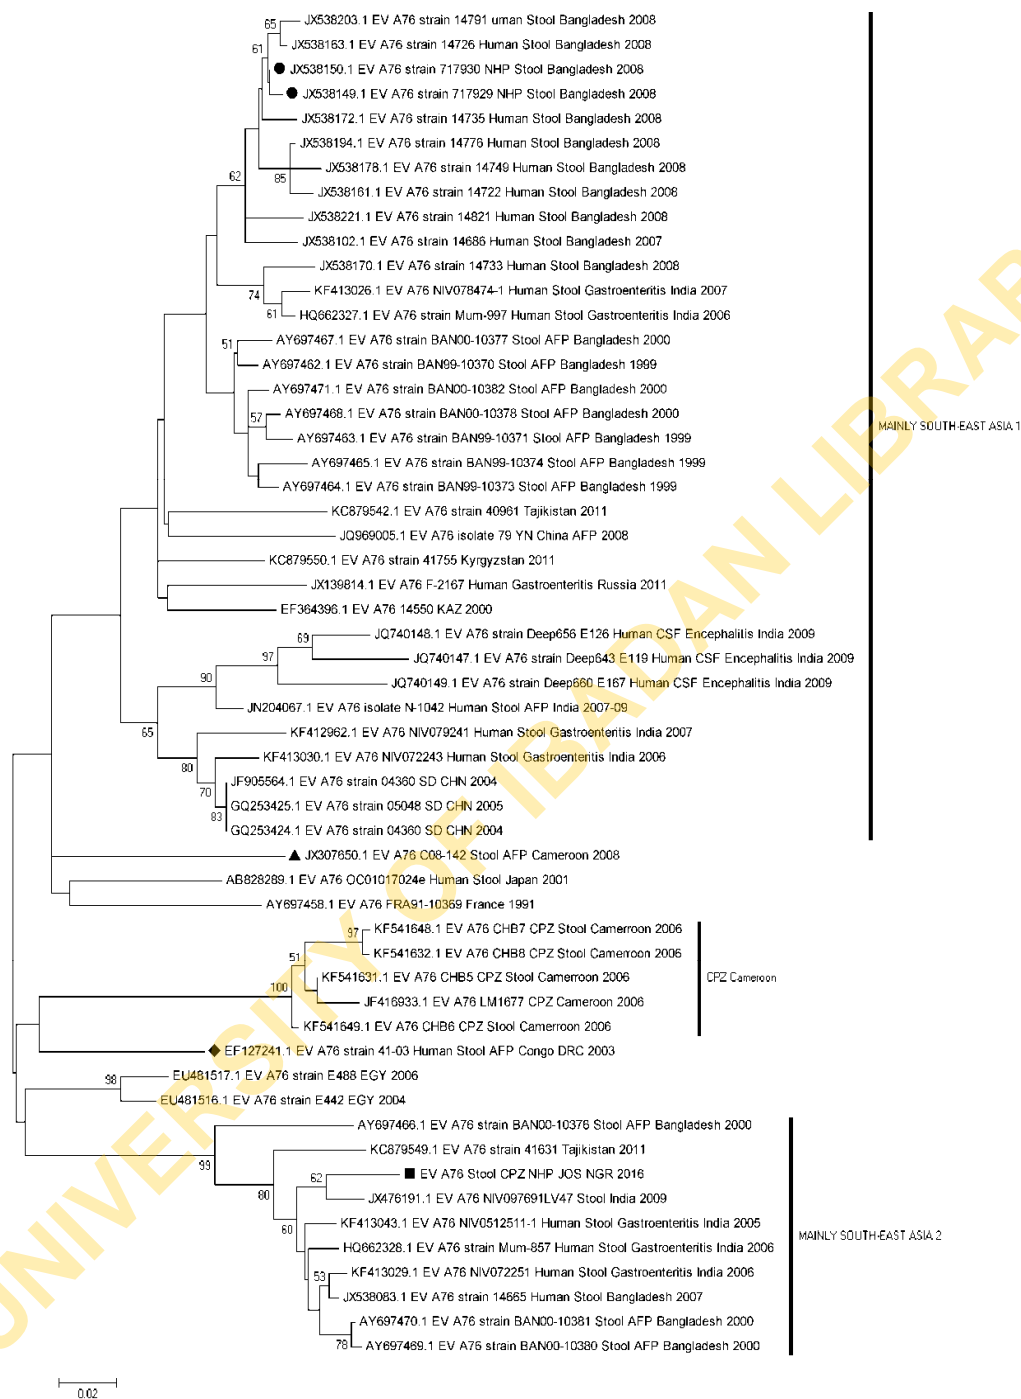 65
JX538203.1 EV A76 strain 14791 uman Stool Bangladesh 2008
JX538163.1 EV A76 strain 14726 Human Stool Bangladesh 2008
61
JX538150.1 EV A76 strain 717930 NHP Stool Bangladesh 2008
JX538149.1 EV A76 strain 717929 NHP Stool Bangladesh 2008
JX538172.1 EV A76 strain 14735 Human Stool Bangladesh 2008
JX538194.1 EV A76 strain 14776 Human Stool Bangladesh 2008
62
85
JX538178.1 EV A76 strain 14749 Human Stool Bangladesh 2008
JX538161.1 EV A76 strain 14722 Human Stool Bangladesh 2008
JX538221.1 EV A76 strain 14821 Human Stool Bangladesh 2008
JX538102.1 EV A76 strain 14686 Human Stool Bangladesh 2007
JX538170.1 EV A76 strain 14733 Human Stool Bangladesh 2008
74
KF413026.1 EV A76 NIV078474-1 Human Stool Gastroenteritis India 2007
61
HQ662327.1 EV A76 strain Mum-997 Human Stool Gastroenteritis India 2006
51
AY697467.1 EV A76 strain BAN00-10377 Stool AFP Bangladesh 2000
AY697462.1 EV A76 strain BAN99-10370 Stool AFP Bangladesh 1999
AY697471.1 EV A76 strain BAN00-10382 Stool AFP Bangladesh 2000
57
AY697468.1 EV A76 strain BAN00-10378 Stool AFP Bangladesh 2000
MAINLY SOUTH-EAST ASIA 1
AY697463.1 EV A76 strain BAN99-10371 Stool AFP Bangladesh 1999
AY697465.1 EV A76 strain BAN99-10374 Stool AFP Bangladesh 1999
AY697464.1 EV A76 strain BAN99-10373 Stool AFP Bangladesh 1999
KC879542.1 EV A76 strain 40961 Tajikistan 2011
JQ969005.1 EV A76 isolate 79 YN China AFP 2008
KC879550.1 EV A76 strain 41755 Kyrgyzstan 2011
JX139814.1 EV A76 F-2167 Human Gastroenteritis Russia 2011
EF364396.1 EV A76 14550 KAZ 2000
69
JQ740148.1 EV A76 strain Deep656 E126 Human CSF Encephalitis India 2009
97
JQ740147.1 EV A76 strain Deep643 E119 Human CSF Encephalitis India 2009
90
JQ740149.1 EV A76 strain Deep660 E167 Human CSF Encephalitis India 2009
JN204067.1 EV A76 isolate N-1042 Human Stool AFP India 2007-09
65
KF412962.1 EV A76 NIV079241 Human Stool Gastroenteritis India 2007
80
KF413030.1 EV A76 NIV072243 Human Stool Gastroenteritis India 2006
70
JF905564.1 EV A76 strain 04360 SD CHN 2004
83
GQ253425.1 EV A76 strain 05048 SD CHN 2005
GQ253424.1 EV A76 strain 04360 SD CHN 2004
JX307650.1 EV A76 C08-142 Stool AFP Cameroon 2008
AB828289.1 EV A76 OC01017024e Human Stool Japan 2001
AY697458.1 EV A76 FRA91-10369 France 1991
97
KF541648.1 EV A76 CHB7 CPZ Stool Camerroon 2006
51
KF541632.1 EV A76 CHB8 CPZ Stool Cameroon 2006
KF541631.1 EV A76 CHB5 CPZ Stool Cameroon 2006
CPZ Cameroon
100
JF416933.1 EV A76 LM1677 CPZ Cameroon 2006
KF541649.1 EV A76 CHB6 CPZ Stool Cameroon 2006
EF127241.1 EV A76 strain 41-03 Human Stool AFP Congo DRC 2003
98
EU481517.1 EV A76 strain E488 EGY 2006
EU481516.1 EV A76 strain E442 EGY 2004
AY697466.1 EV A76 strain BAN00-10376 Stool AFP Bangladesh 2000
99
KC879549.1 EV A76 strain 41631 Tajikistan 2011
62
EV A76 Stool CPZ NHP JOS NGR 2016
80
JX476191.1 EV A76 NIV097691LV47 Stool India 2009
60
KF413043.1 EV A76 NIV0512511-1 Human Stool Gastroenteritis India 2005
MAINLY SOUTH-EAST ASIA 2
HQ662328.1 EV A76 strain Mum-857 Human Stool Gastroenteritis India 2006
53
KF413029.1 EV A76 NIV072251 Human Stool Gastroenteritis India 2006
JX538083.1 EV A76 strain 14665 Human Stool Bangladesh 2007
AY697470.1 EV A76 strain BAN00-10381 Stool AFP Bangladesh 2000
78
AY697469.1 EV A76 strain BAN00-10380 Stool AFP Bangladesh 2000
0.02
UNIVERSITY OF IBADAN LIBRAR